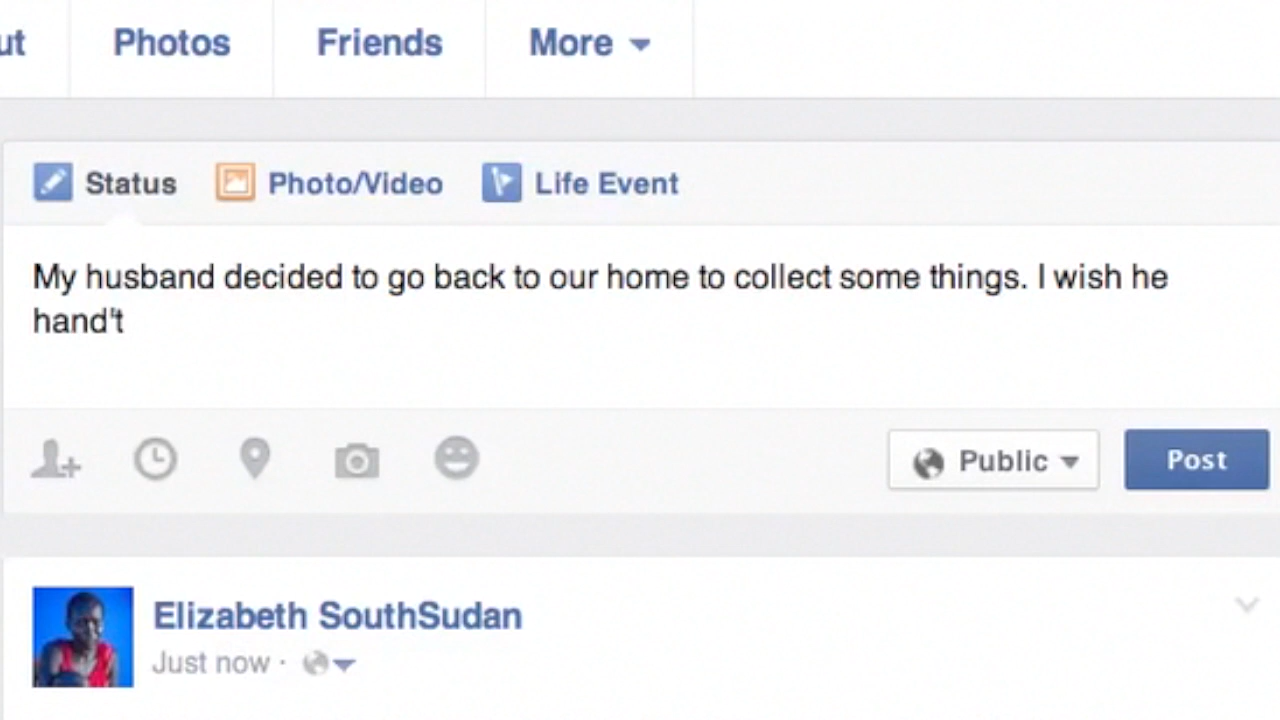 ut Photos Friends More
Status Photo/Video Life Event
My husband decided to go back to our home to collect some things. I wish he
hand't
Public Post
Elizabeth SouthSudan
Just now ·